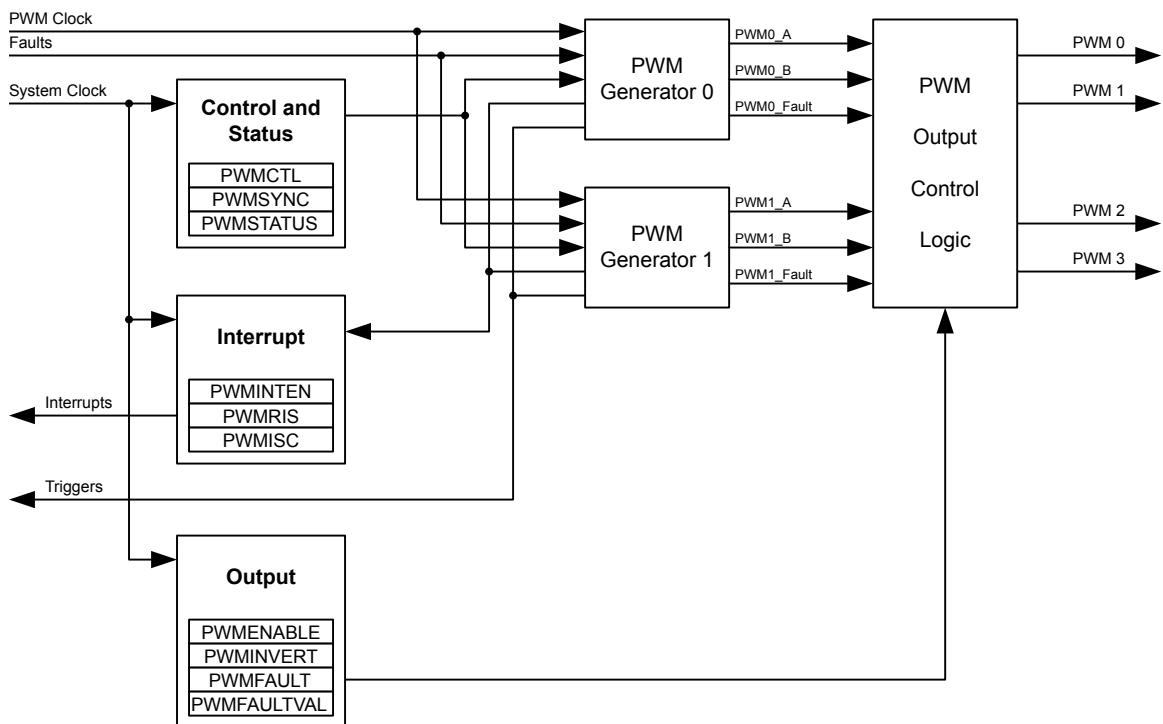 PWM Clock
Faults
System Clock
Control and
Status
PWMCTL
PWMSYNC
PWMSTATUS
Interrupt
PWMINTEN
PWMRIS
PWMISC
Interrupts
Triggers
Output
PWMENABLE
PWMINVERT
PWMFAULT
PWMFAULTVAL
PWM
Generator 0
PWM0_A
PWM0_B
PWM0_Fault
PWM
Generator 1
PWM1_A
PWM1_B
PWM1_Fault
PWM
Output
Control
Logic
PWM 0
PWM 1
PWM 2
PWM 3